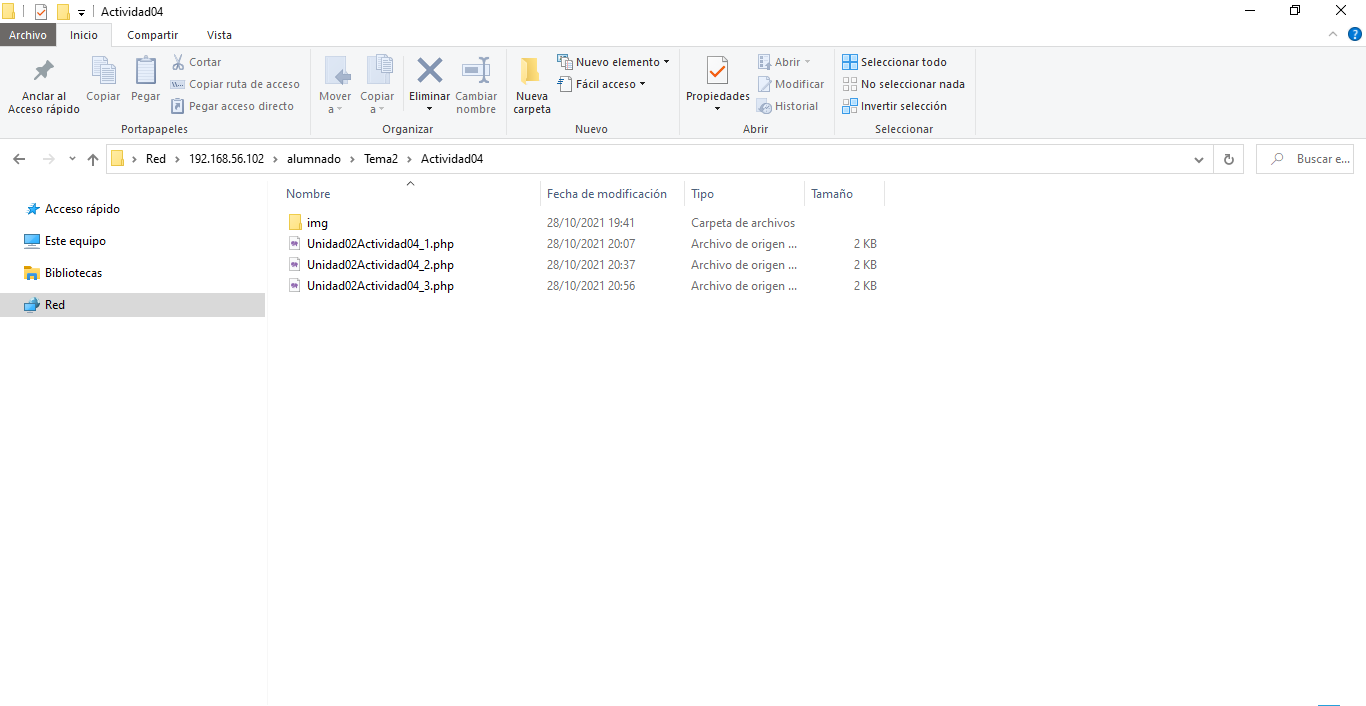 Actividad04
Archivo Inicio Compartir Vista
Anclar al Acceso rápido
Copiar
Pegar
Cortar
Copiar ruta de acceso
Pegar acceso directo
Portapapeles
Mover a
Copiar a
Eliminar
Cambiar nombre
Organizar
Nueva carpeta
Nuevo elemento
Fácil acceso
Nuevo
Propiedades
Abrir
Modificar
Historial
Abrir
Seleccionar todo
No seleccionar nada
Invertir selección
Seleccionar
Red > 192.168.56.102 > alumnado > Tema2 > Actividad04
Buscar e...
Acceso rápido
Este equipo
Bibliotecas
Red
Nombre Fecha de modificación Tipo Tamaño
img 28/10/2021 19:41 Carpeta de archivos
Unidad02Actividad04_1.php 28/10/2021 20:07 Archivo de origen ... 2 KB
Unidad02Actividad04_2.php 28/10/2021 20:37 Archivo de origen ... 2 KB
Unidad02Actividad04_3.php 28/10/2021 20:56 Archivo de origen ... 2 KB